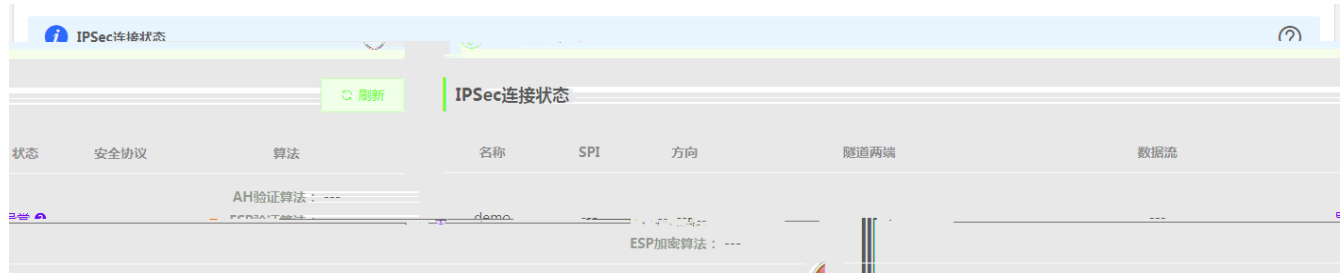 IPSec连接状态
刷新
IPSec连接状态
状态 安全协议 算法 名称 SPI 方向 隧道两端 数据流
AH验证算法： ---
demo --- ---
ESP加密算法： ---